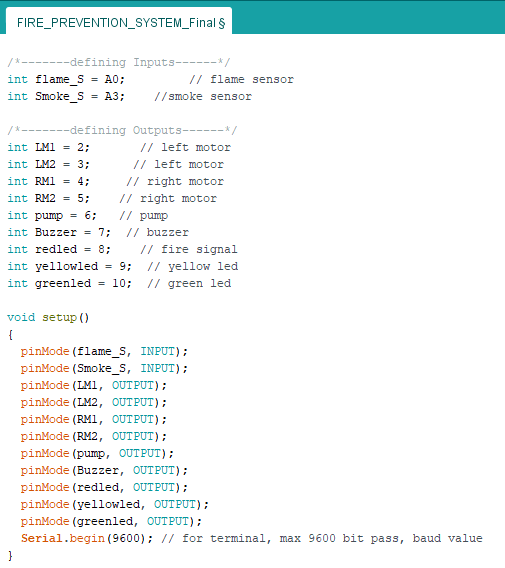 FIRE_PREVENTION_SYSTEM_Final §
/*-------defining Inputs------*/
int flame_S = A0;         // flame sensor
int Smoke_S = A3;    //smoke sensor
/*-------defining Outputs------*/
int LM1 = 2;       // left motor
int LM2 = 3;      // left motor
int RM1 = 4;     // right motor
int RM2 = 5;    // right motor
int pump = 6;   // pump
int Buzzer = 7;  // buzzer
int redled = 8;    // fire signal
int yellowled = 9;  // yellow led
int greenled = 10;  // green led
void setup()
{
  pinMode(flame_S, INPUT);
  pinMode(Smoke_S, INPUT);
  pinMode(LM1, OUTPUT);
  pinMode(LM2, OUTPUT);
  pinMode(RM1, OUTPUT);
  pinMode(RM2, OUTPUT);
  pinMode(pump, OUTPUT);
  pinMode(Buzzer, OUTPUT);
  pinMode(redled, OUTPUT);
  pinMode(yellowled, OUTPUT);
  pinMode(greenled, OUTPUT);
  Serial.begin(9600); // for terminal, max 9600 bit pass, baud value
}